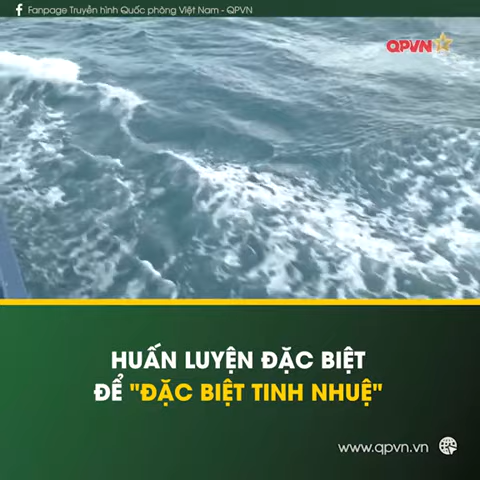 Fanpage Truyền hình Quốc phòng Việt Nam - QPVN
QPVN
HUẤN LUYỆN ĐẶC BIỆT
ĐỂ "ĐẶC BIỆT TINH NHUỆ"
www.qpvn.vn